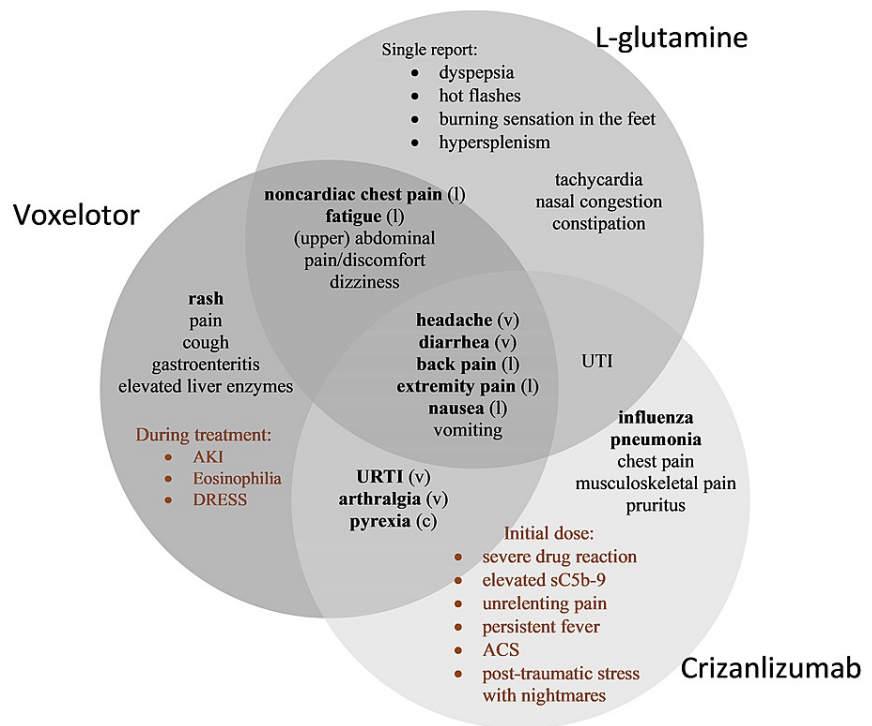 L-glutamine
Single report:
• dyspepsia
• hot flashes
• burning sensation in the feet
• hypersplenism
tachycardia
nasal congestion
constipation
Voxelotor
noncardiac chest pain (l)
fatigue (l)
(upper) abdominal
pain/discomfort
dizziness
rash
pain
cough
gastroenteritis
elevated liver enzymes
During treatment:
• AKI
• Eosinophilia
• DRESS
headache (v)
diarrhea (v)
back pain (l)
extremity pain (l)
nausea (l)
vomiting
UTI
URTI (v)
arthralgia (v)
pyrexia (c)
influenza
pneumonia
chest pain
musculoskeletal pain
pruritus
Initial dose:
• severe drug reaction
• elevated sC5b-9
• unrelenting pain
• persistent fever
• ACS
• post-traumatic stress
with nightmares
Crizanlizumab